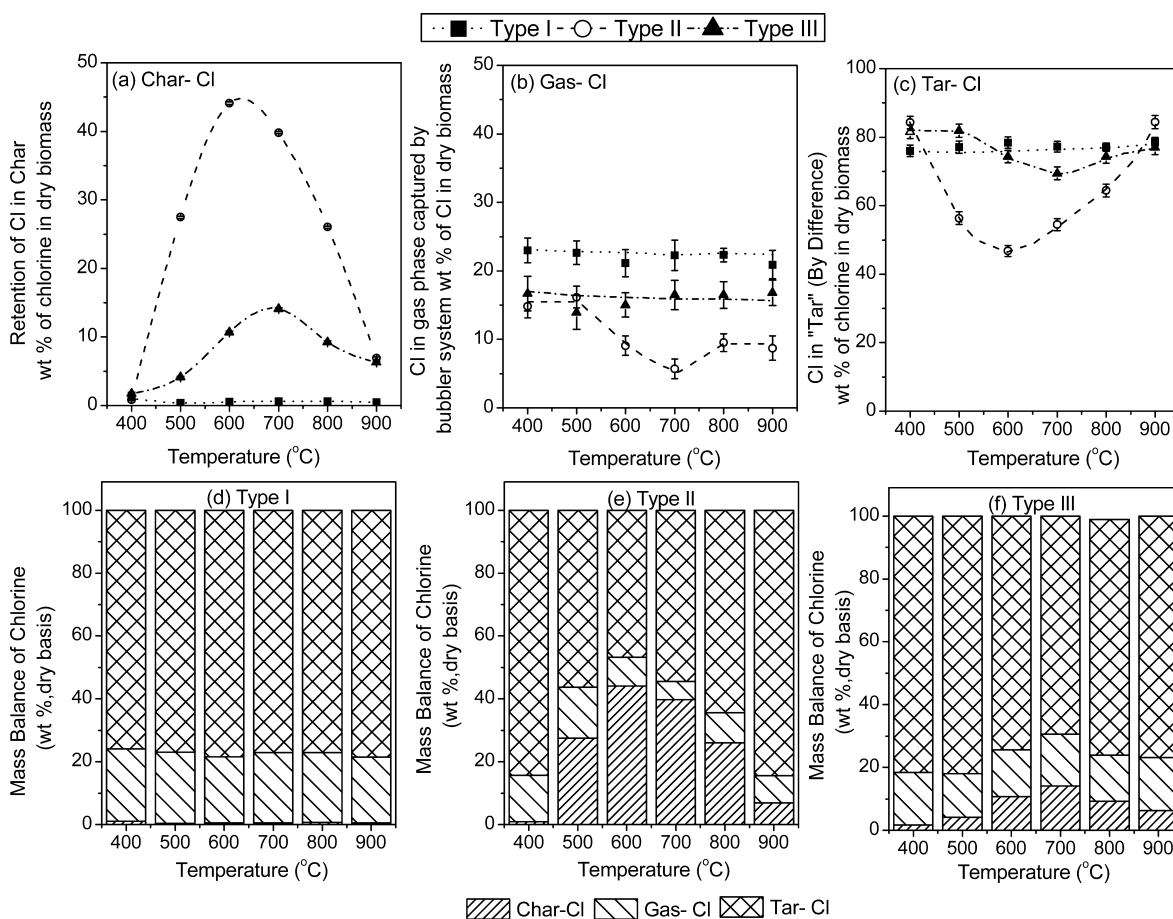 Type I Type II Type III
(a) Char- Cl
Retention of Cl in Char
wt % of chlorine in dry biomass
50
40
30
20
10
0
400 500 600 700 800 900
Temperature (°C)
(b) Gas- Cl
Cl in gas phase captured by
bubbler system wt % of Cl in dry biomass
50
40
30
20
10
0
400 500 600 700 800 900
Temperature (°C)
(c) Tar- Cl
Cl in "Tar" (By Difference)
wt % of chlorine in dry biomass
100
80
60
40
20
0
400 500 600 700 800 900
Temperature (°C)
(d) Type I
Mass Balance of Chlorine
(wt %,dry basis)
100
80
60
40
20
0
400 500 600 700 800 900
Temperature (°C)
(e) Type II
Mass Balance of Chlorine
(wt %,dry basis)
100
80
60
40
20
0
400 500 600 700 800 900
Temperature (°C)
(f) Type III
Mass Balance of Chlorine
(wt %,dry basis)
100
80
60
40
20
0
400 500 600 700 800 900
Temperature (°C)
Char-Cl Gas- Cl Tar- Cl